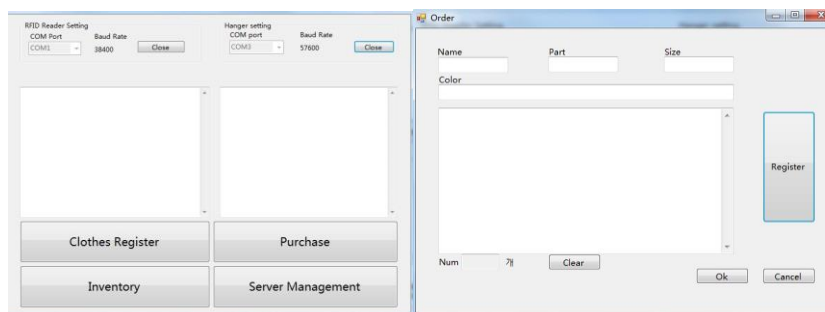 RFID Reader Setting
COM Port Baud Rate
COM1 38400 Close
Hanger setting
COM port Baud Rate
COM3 57600 Close
Clothes Register
Purchase
Inventory
Server Management
Order
Name Part Size
Color
Register
Num 개 Clear
Ok Cancel